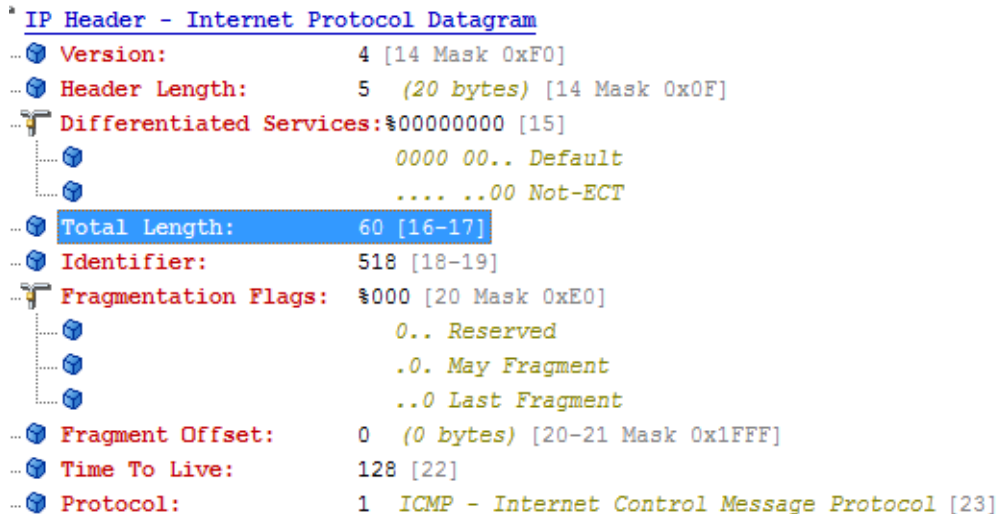 IP Header - Internet Protocol Datagram
Version: 4 [14 Mask 0xF0]
Header Length: 5 (20 bytes) [14 Mask 0x0F]
Differentiated Services:%00000000 [15]
0000 00.. Default
.... ..00 Not-ECT
Total Length: 60 [16-17]
Identifier: 518 [18-19]
Fragmentation Flags: %000 [20 Mask 0xE0]
0.. Reserved
.0. May Fragment
..0 Last Fragment
Fragment Offset: 0 (0 bytes) [20-21 Mask 0x1FFF]
Time To Live: 128 [22]
Protocol: 1 ICMP - Internet Control Message Protocol [23]